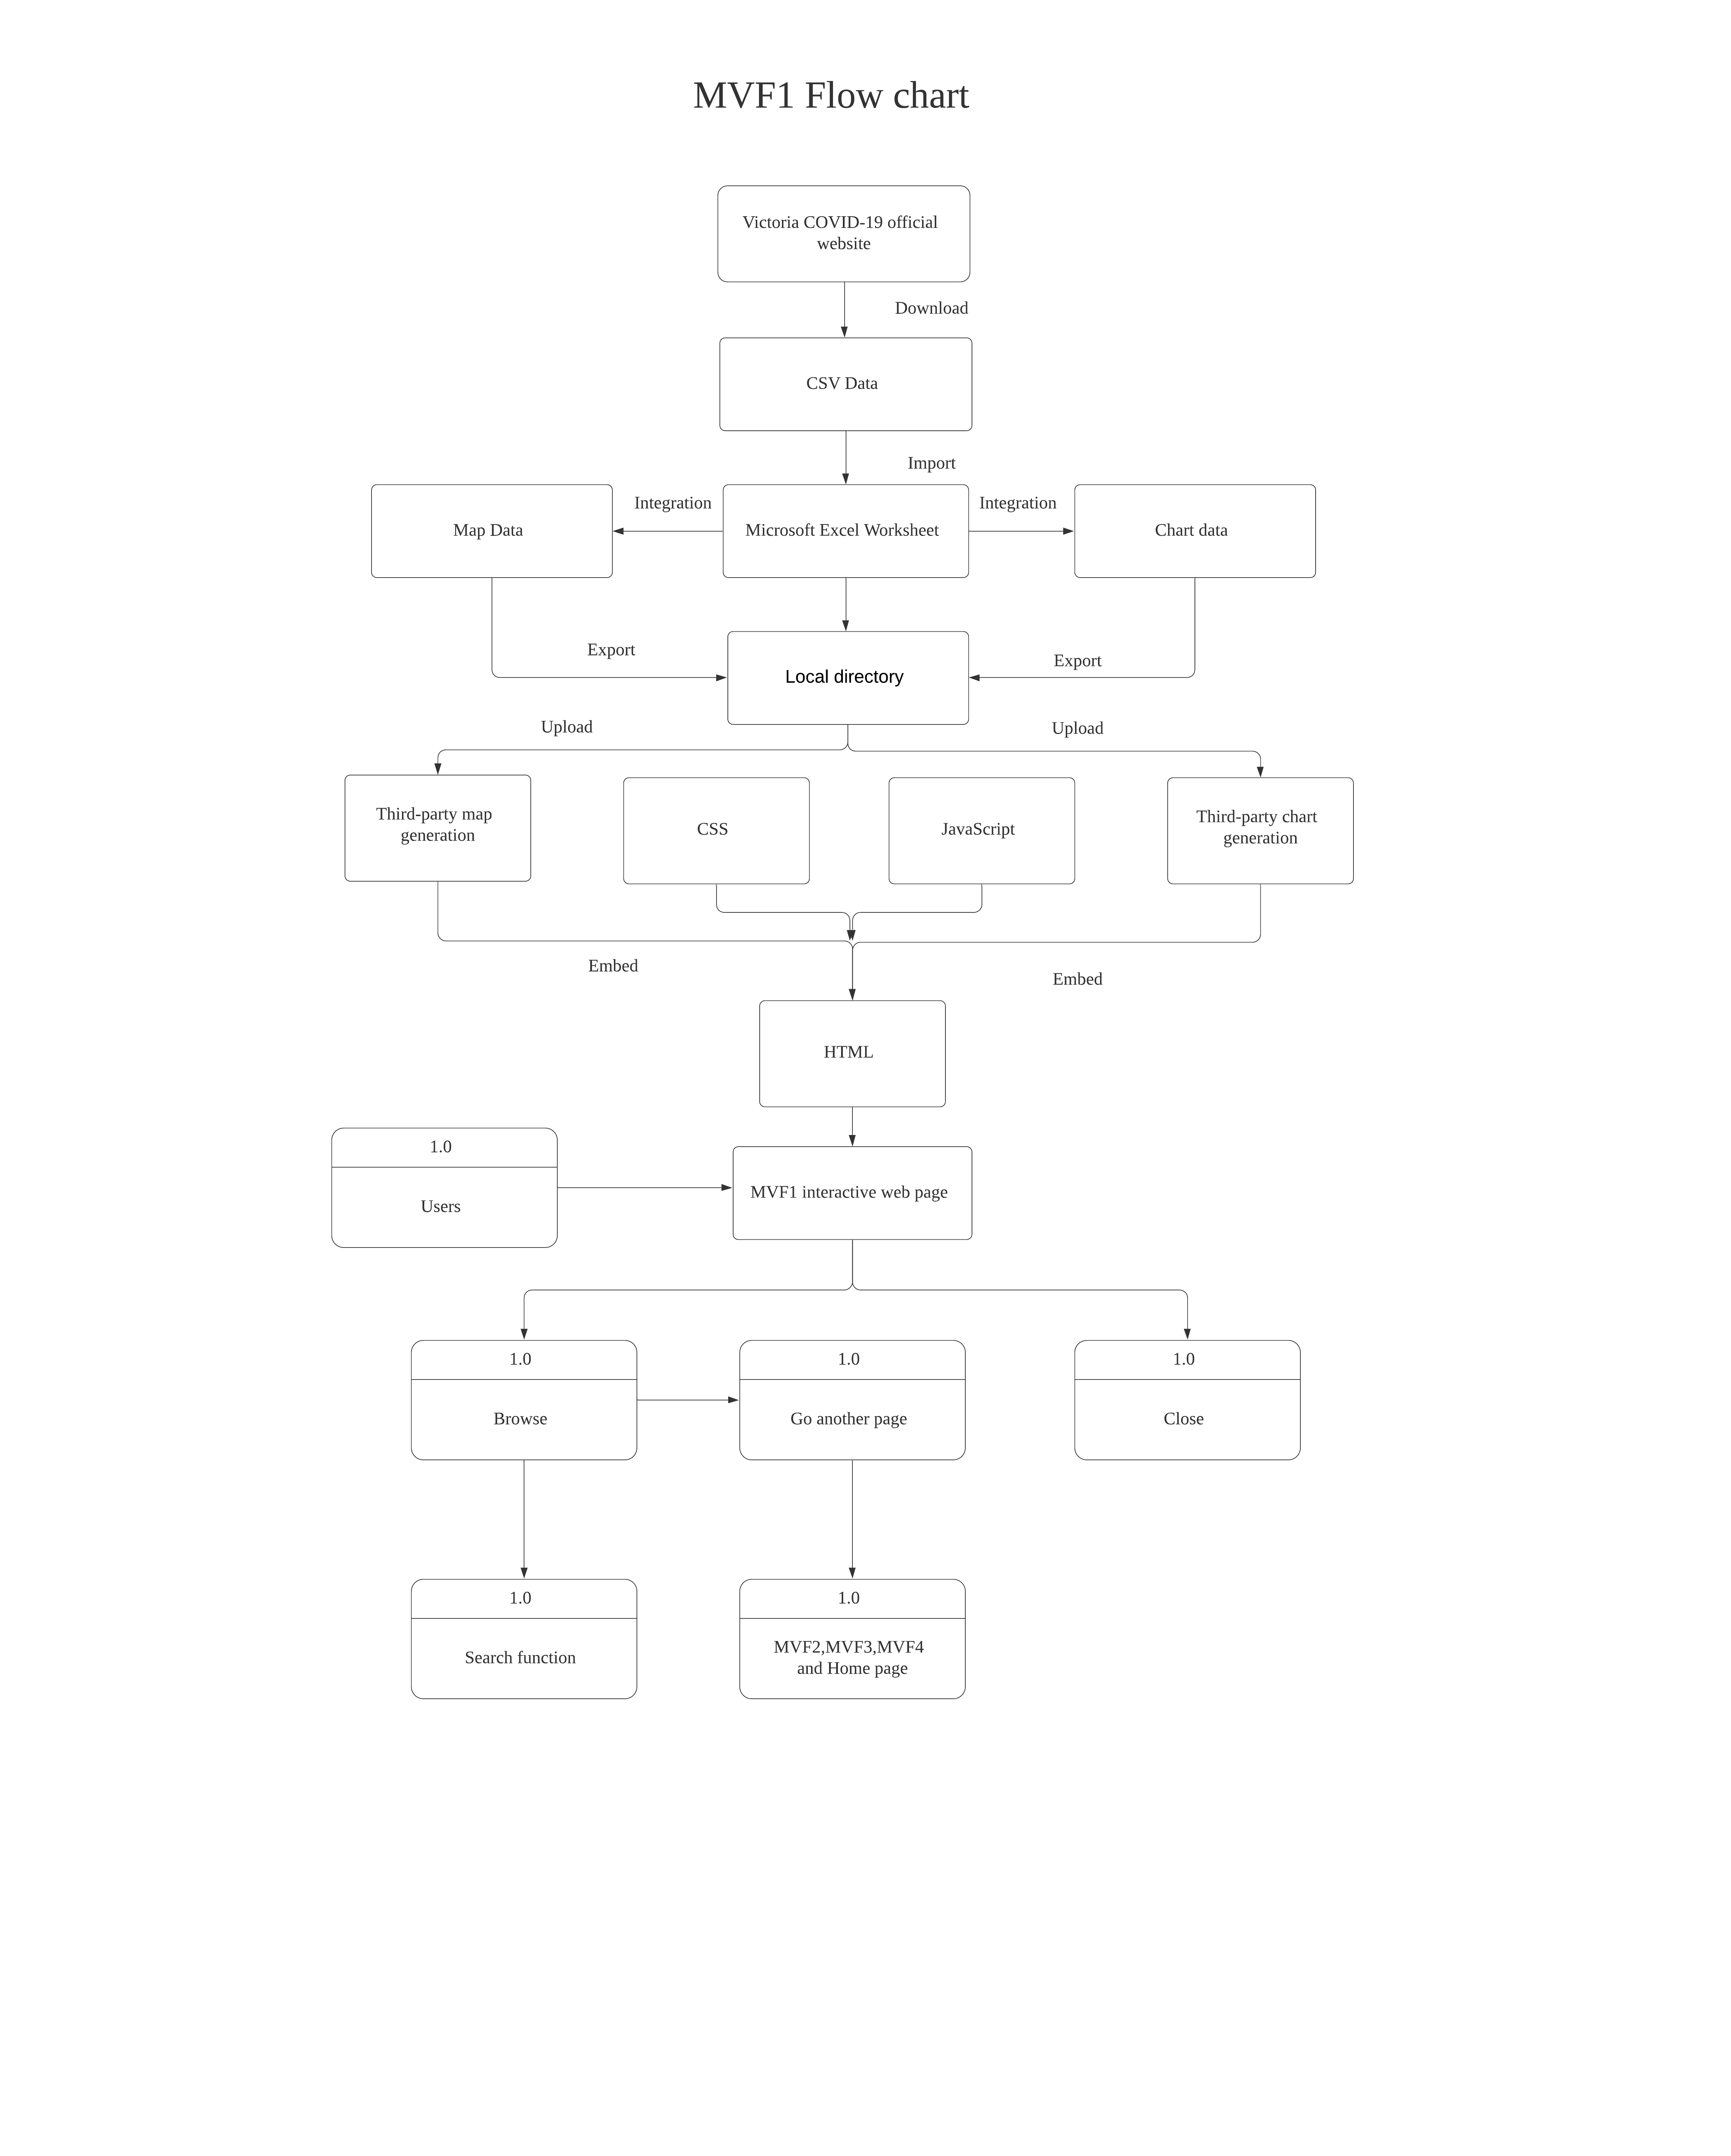 MVF1 Flow chart
Victoria COVID-19 official
website
Download
CSV Data
Import
Integration
Integration
Map Data
Microsoft Excel Worksheet
Chart data
Export
Export
Local directory
Upload
Upload
Third-party map
generation
CSS
JavaScript
Third-party chart
generation
Embed
Embed
HTML
1.0
Users
MVF1 interactive web page
1.0
Browse
1.0
Go another page
1.0
Close
1.0
Search function
1.0
MVF2,MVF3,MVF4
and Home page